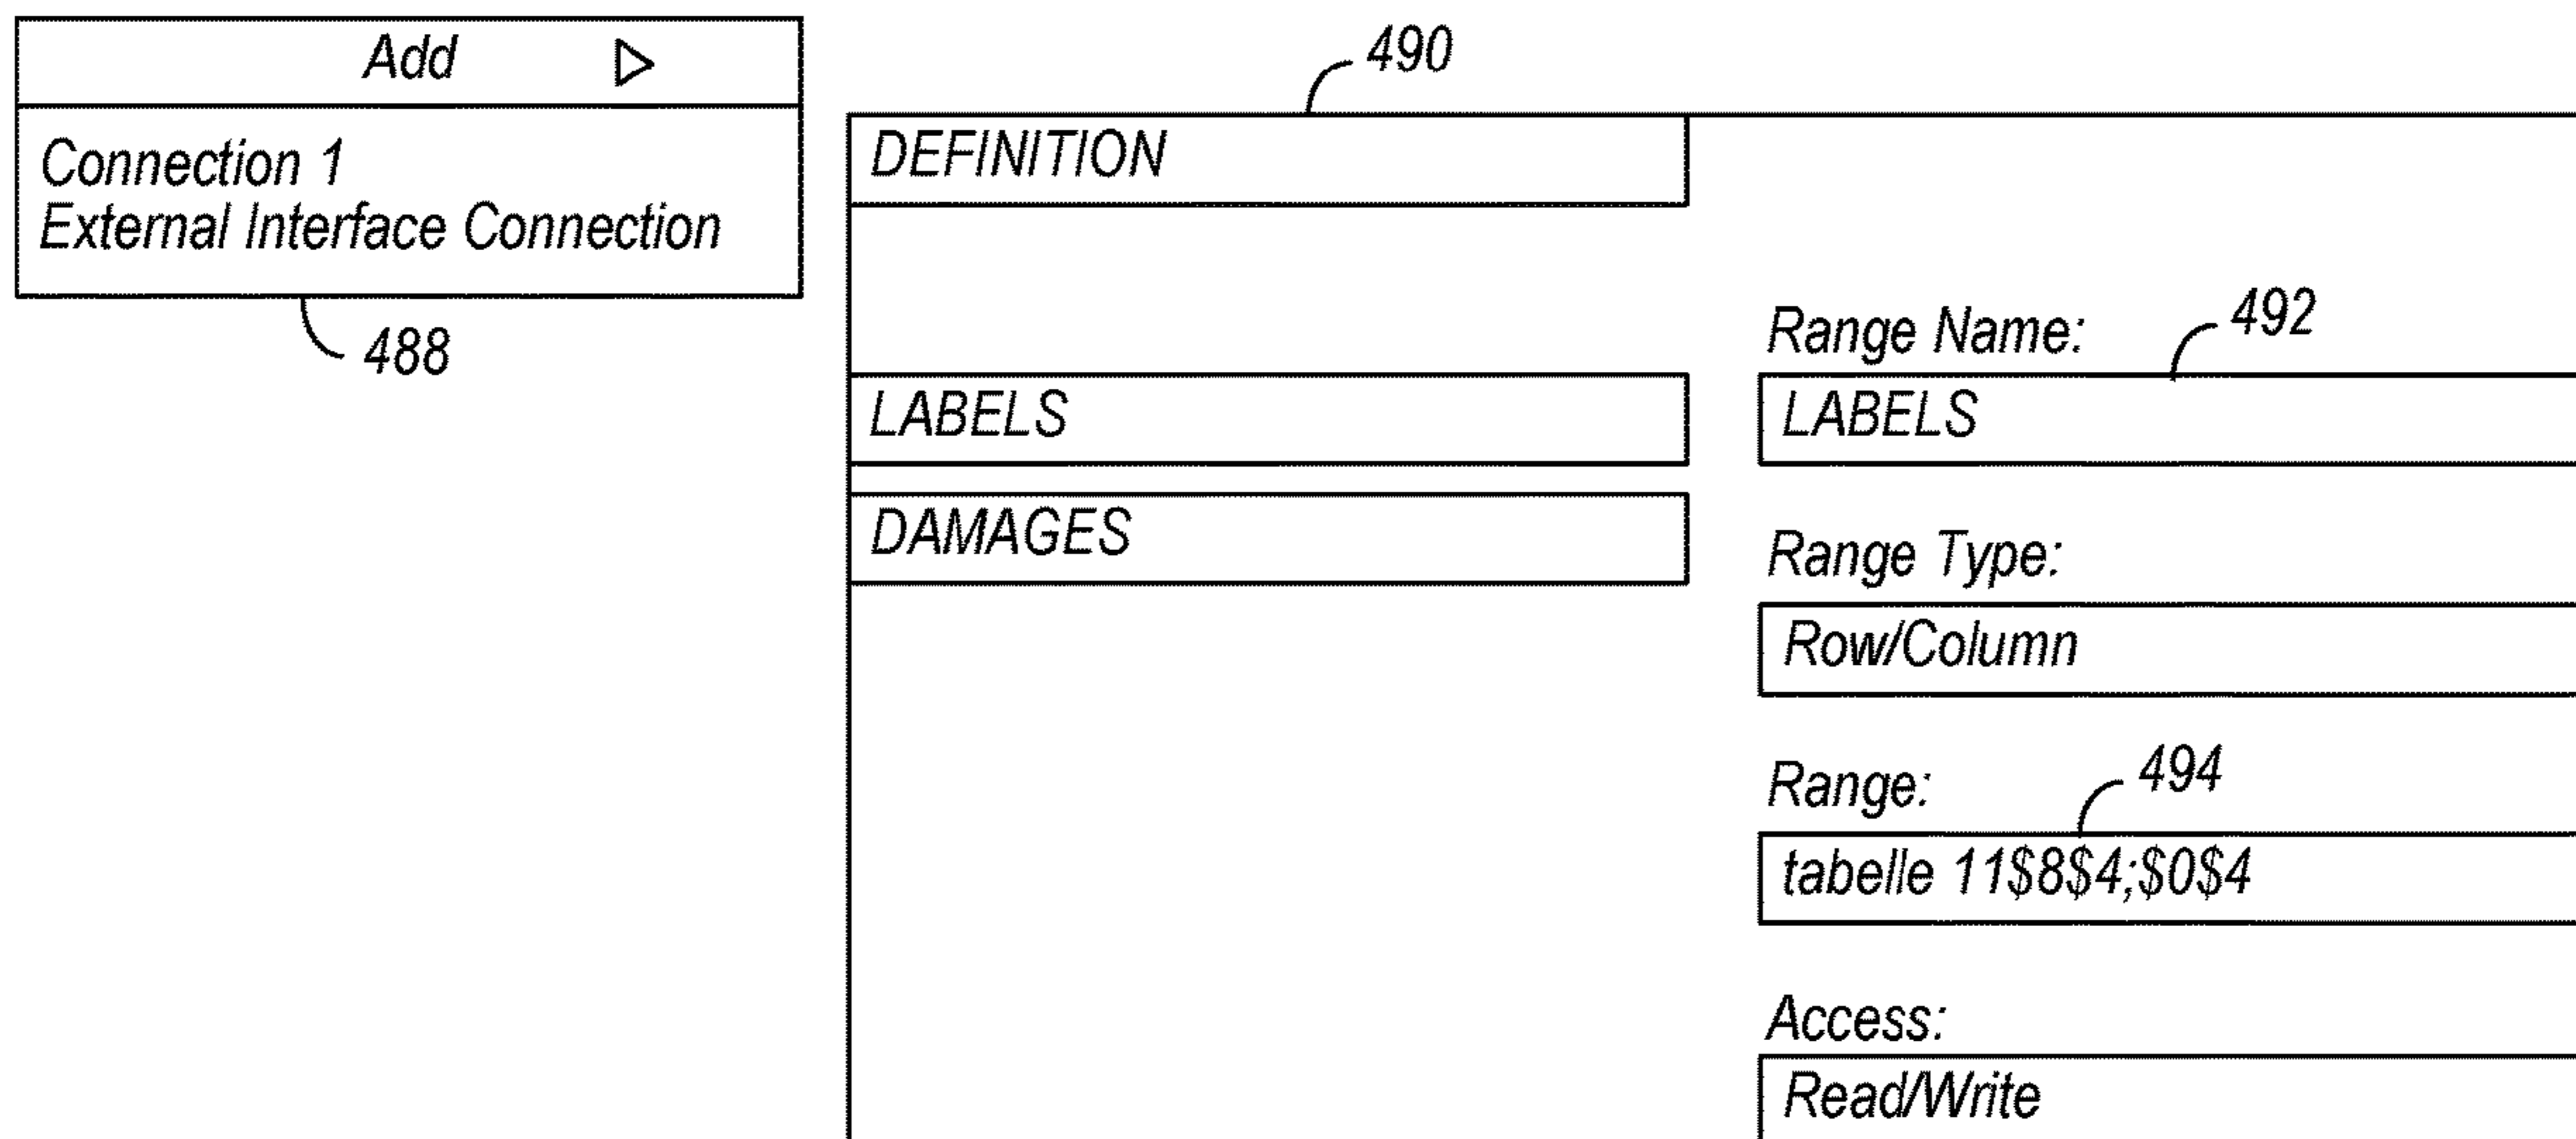 Add
Connection 1
External Interface Connection
488
490
DEFINITION
LABELS
DAMAGES
Range Name:
492
LABELS
Range Type:
Row/Column
Range:
494
tabelle 11$8$4;$0$4
Access:
Read/Write